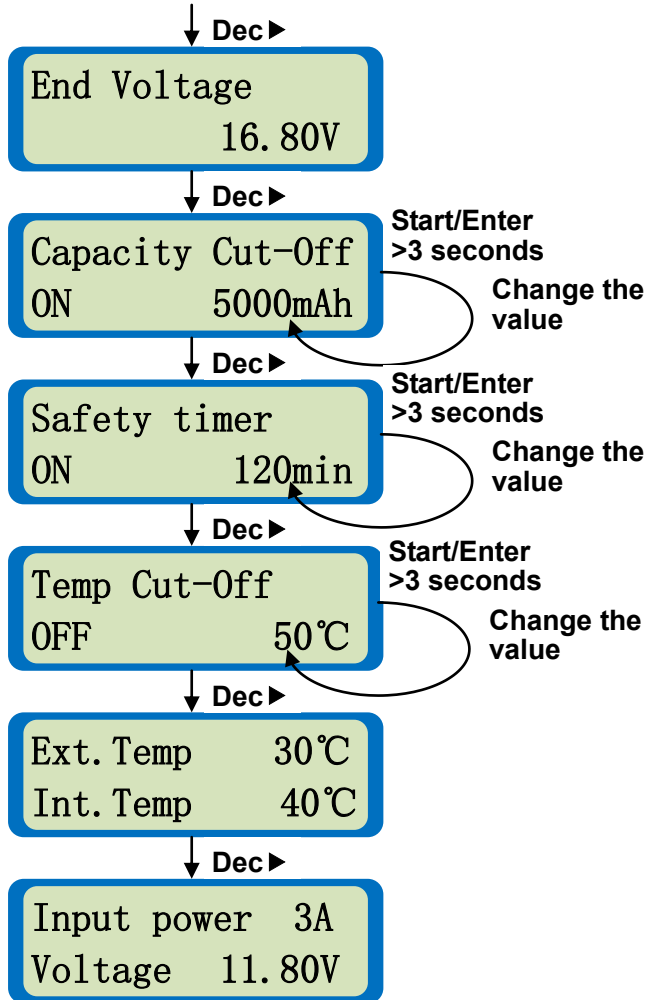 Dec▶
End Voltage
16.80V
Dec▶
Start/Enter
>3 seconds
Capacity Cut-Off
ON 5000mAh
Change the
value
Dec▶
Start/Enter
>3 seconds
Safety timer
ON 120min
Change the
value
Dec▶
Start/Enter
>3 seconds
Temp Cut-Off
OFF 50℃
Change the
value
Dec▶
Ext.Temp 30℃
Int.Temp 40℃
Dec▶
Input power 3A
Voltage 11.80V